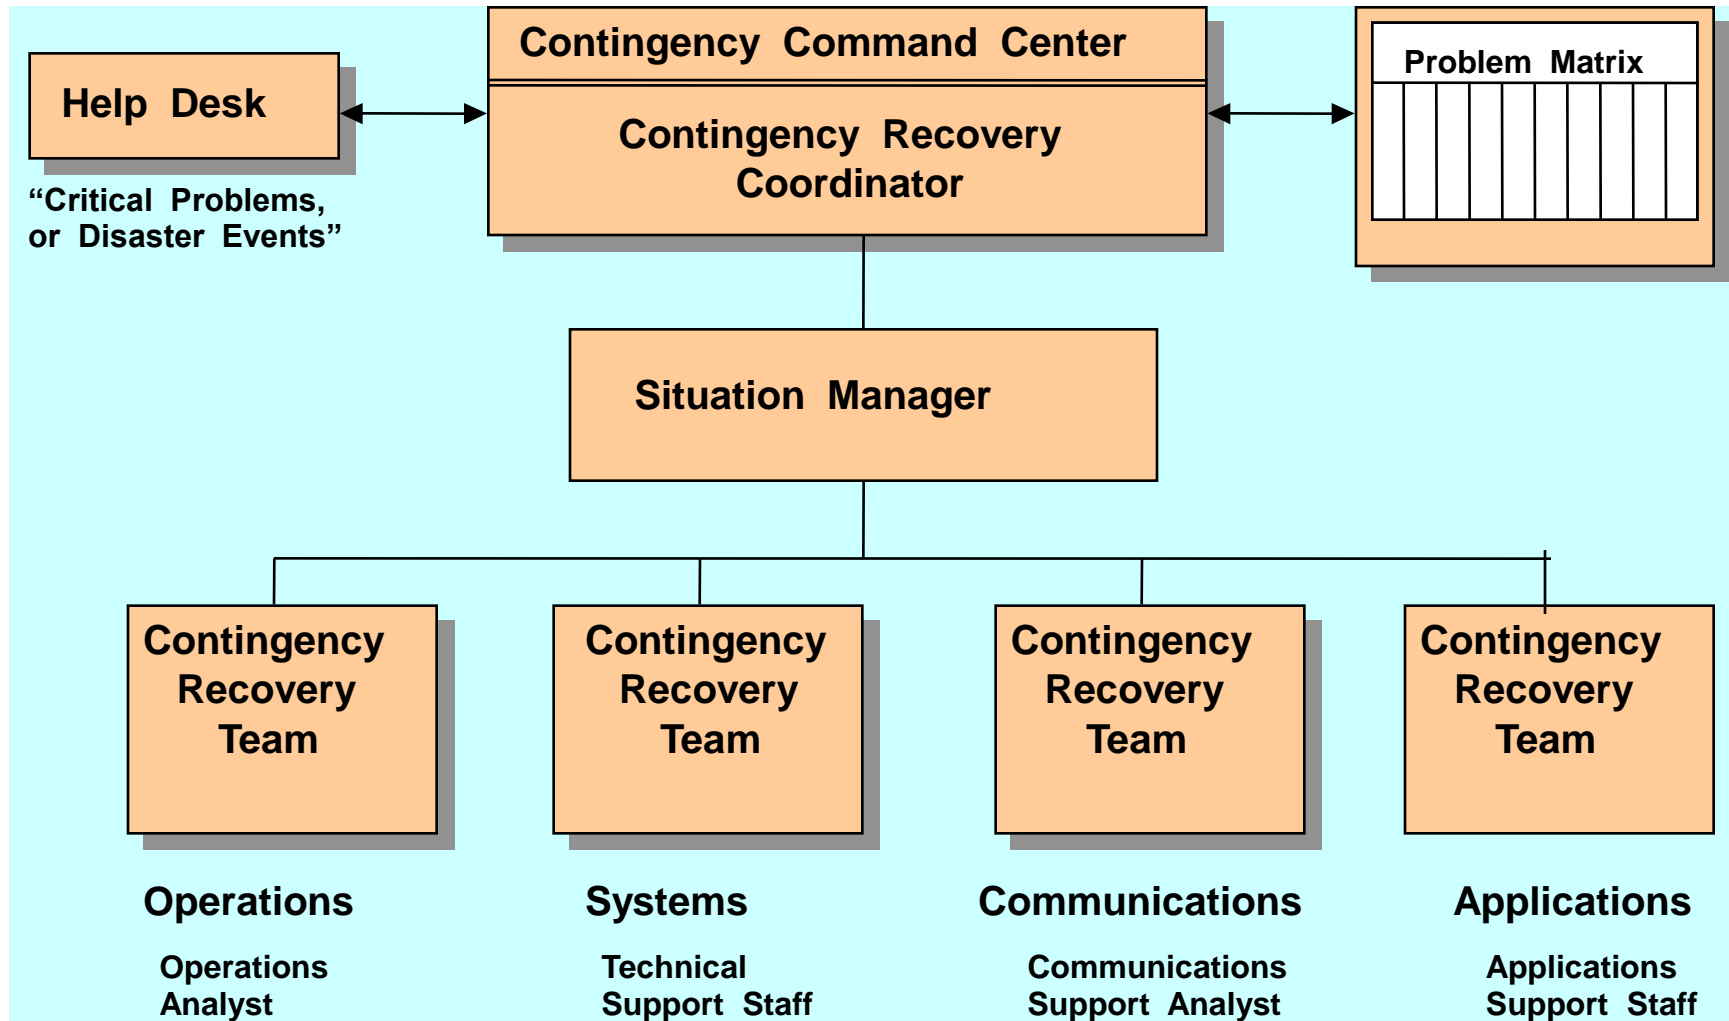 Contingency Command Center
Help Desk
Contingency Recovery
Coordinator
Problem Matrix
“Critical Problems,
or Disaster Events”
Situation Manager
Contingency
Recovery
Team
Contingency
Recovery
Team
Contingency
Recovery
Team
Contingency
Recovery
Team
Operations
Systems
Communications
Applications
Operations
Analyst
Technical
Support Staff
Communications
Support Analyst
Applications
Support Staff